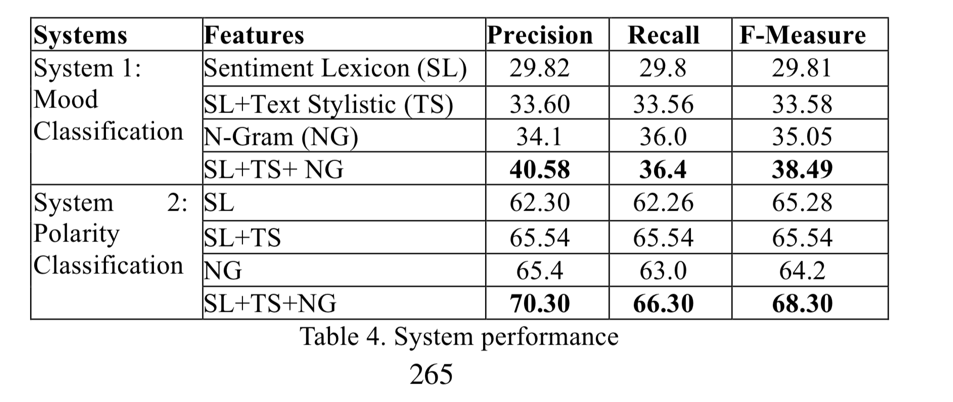 Systems Features Precision Recall F-Measure
System 1: Mood Classification Sentiment Lexicon (SL) 29.82 29.8 29.81
SL+Text Stylistic (TS) 33.60 33.56 33.58
N-Gram (NG) 34.1 36.0 35.05
SL+TS+ NG 40.58 36.4 38.49
System 2: Polarity Classification SL 62.30 62.26 65.28
SL+TS 65.54 65.54 65.54
NG 65.4 63.0 64.2
SL+TS+NG 70.30 66.30 68.30
Table 4. System performance
265